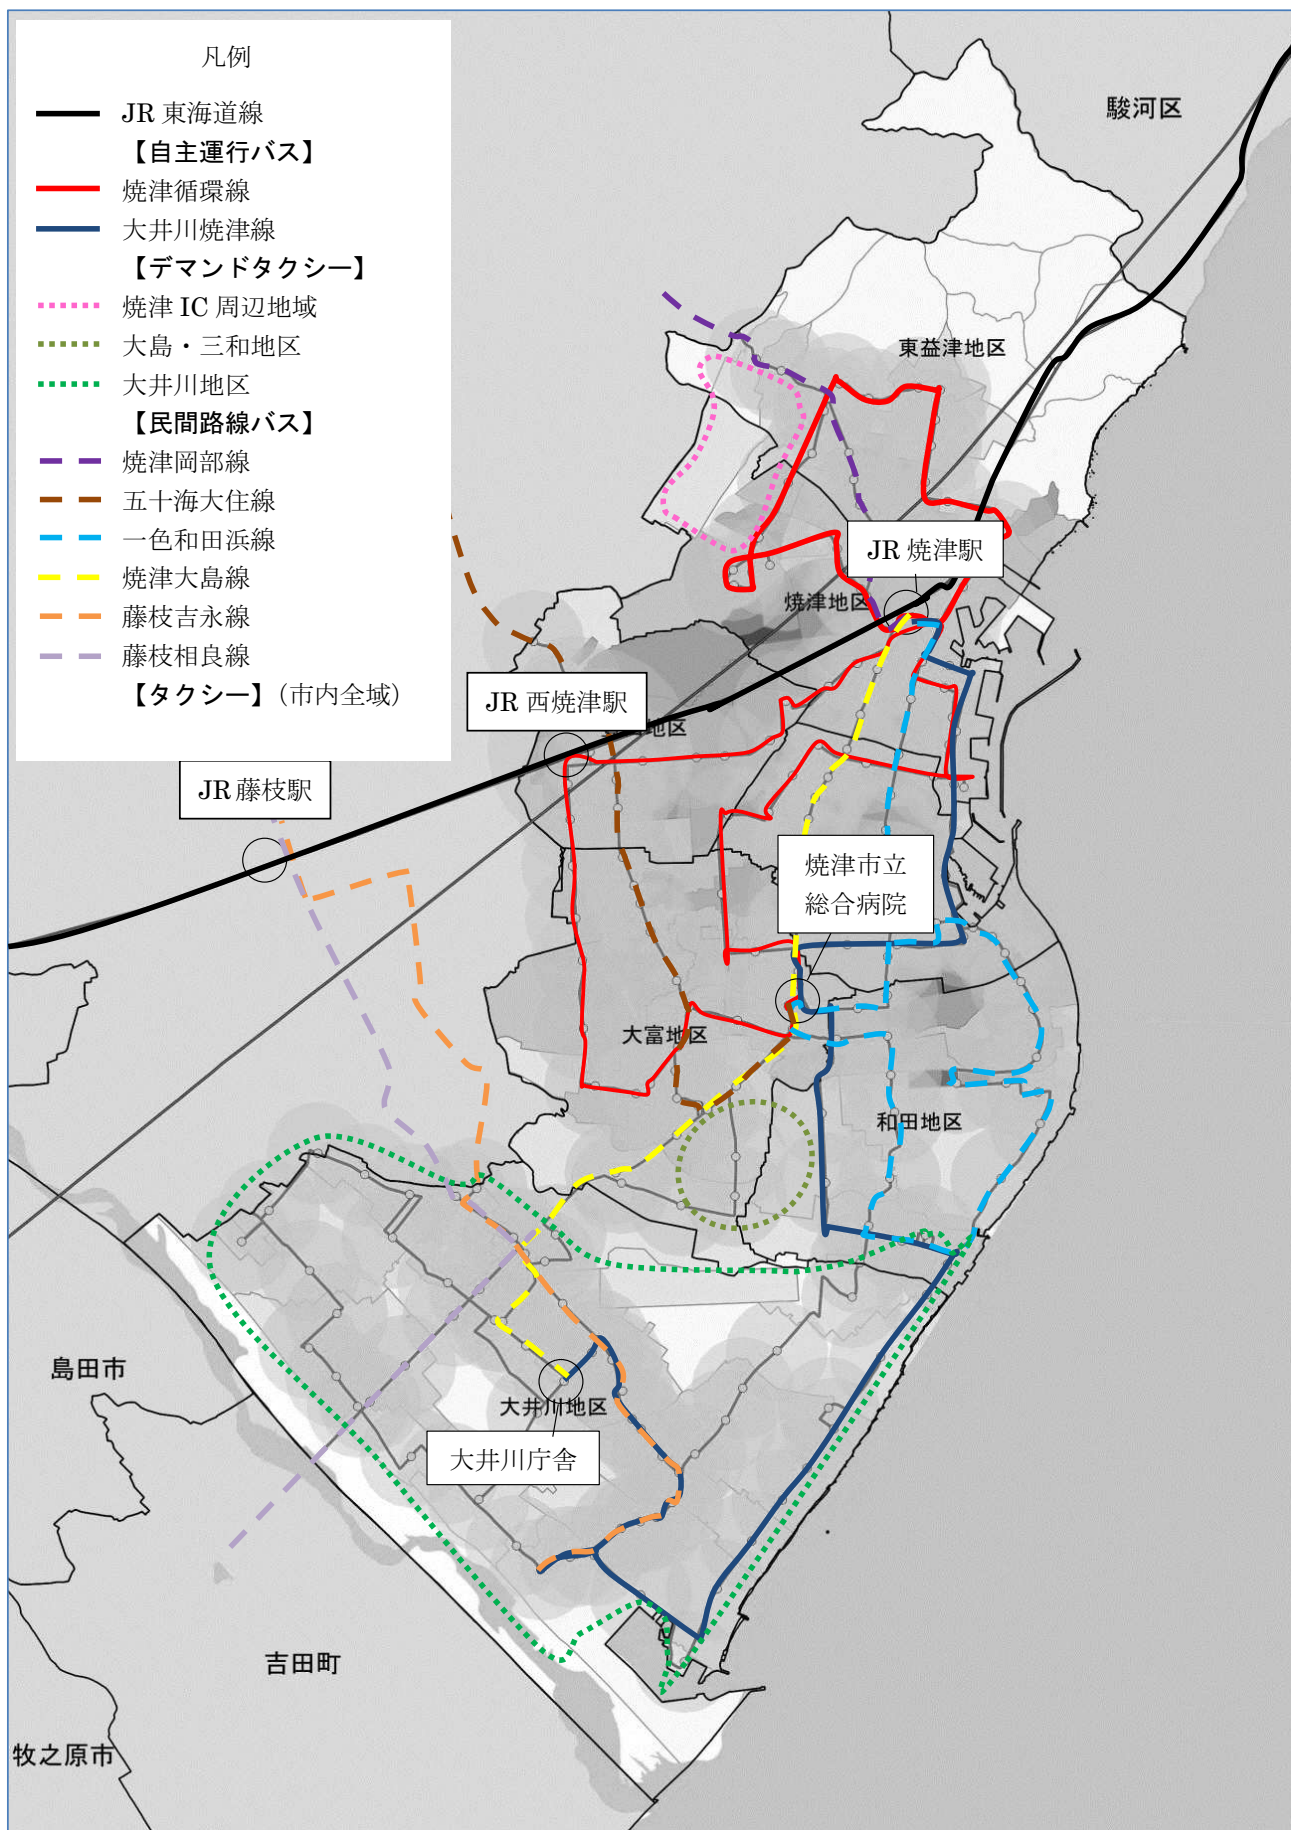 凡例
JR 東海道線
【自主運行バス】
焼津循環線
大井川焼津線
【デマンドタクシー】
焼津 IC 周辺地域
大島・三和地区
大井川地区
【民間路線バス】
焼津岡部線
五十海大住線
一色和田浜線
焼津大島線
藤枝吉永線
藤枝相良線
【タクシー】(市内全域)
駿河区
東益津地区
JR 焼津駅
焼津地区
JR 西焼津駅
地区
JR 藤枝駅
焼津市立
総合病院
大富地区
和田地区
島田市
大井川地区
大井川庁舎
吉田町
牧之原市